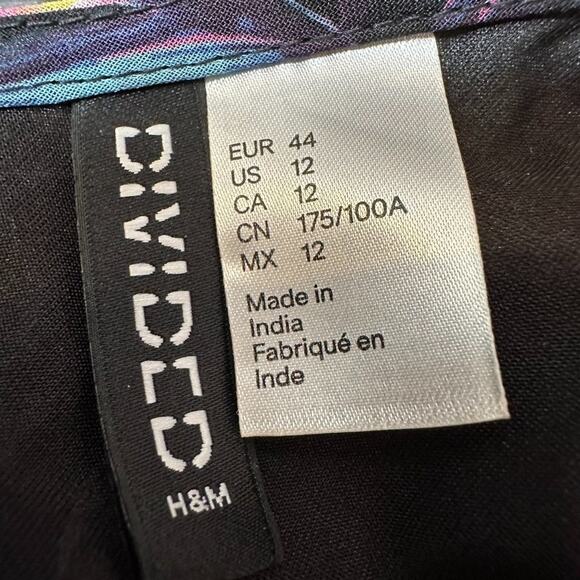 DIVIDED
H&M
EUR 44
US 12
CA 12
CN 175/100A
MX 12
Made in
India
Fabriqué en
Inde